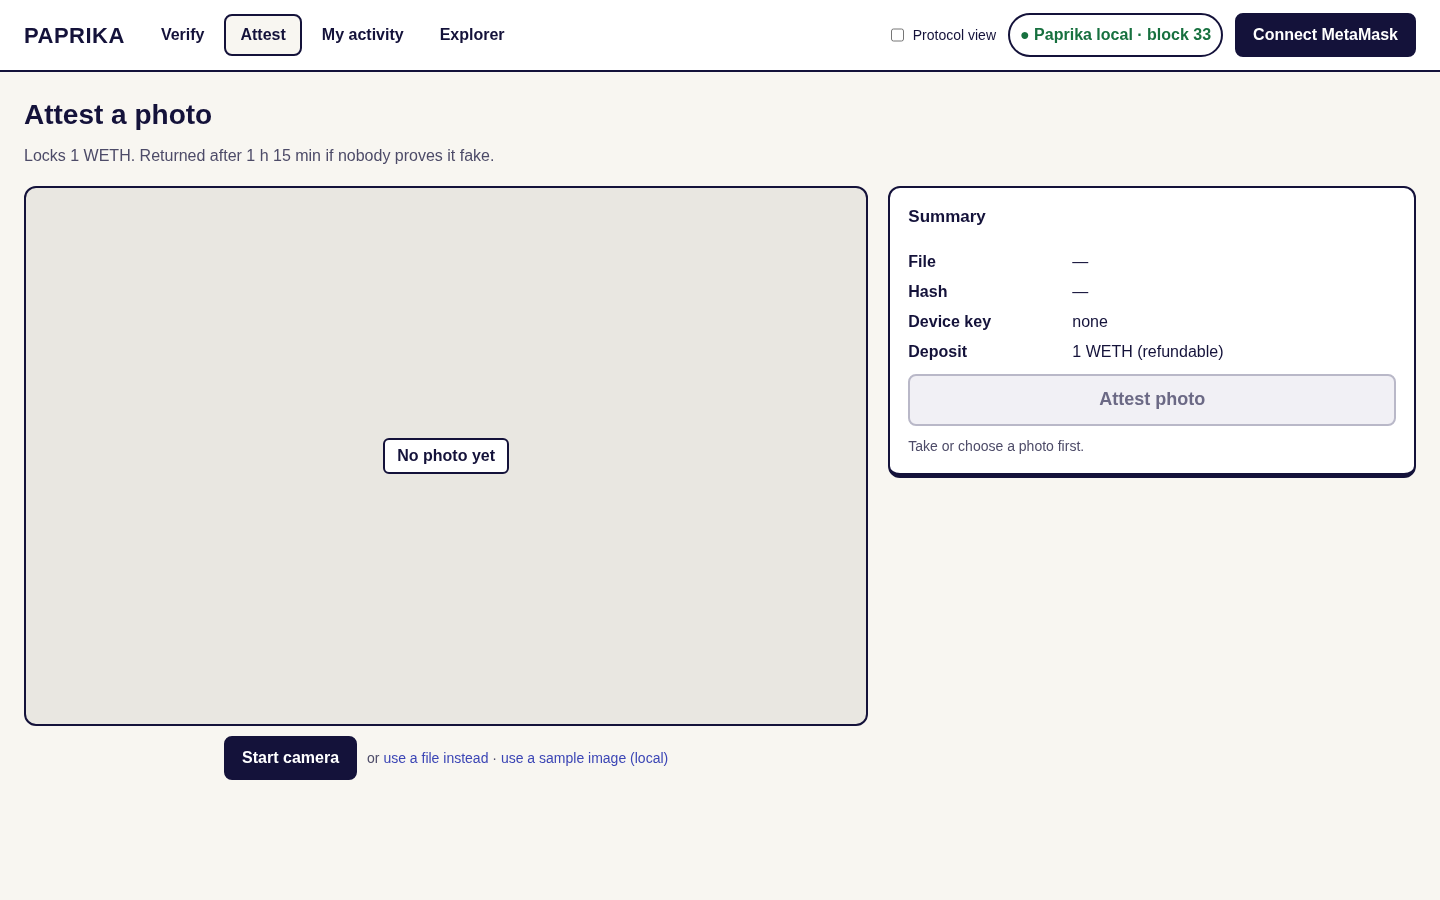 PAPRIKA Verify Attest My activity Explorer Protocol view ● Paprika local · block 33 Connect MetaMask
Attest a photo
Locks 1 WETH. Returned after 1 h 15 min if nobody proves it fake.
No photo yet
Start camera or use a file instead · use a sample image (local)
Summary
File —
Hash —
Device key none
Deposit 1 WETH (refundable)
Attest photo
Take or choose a photo first.